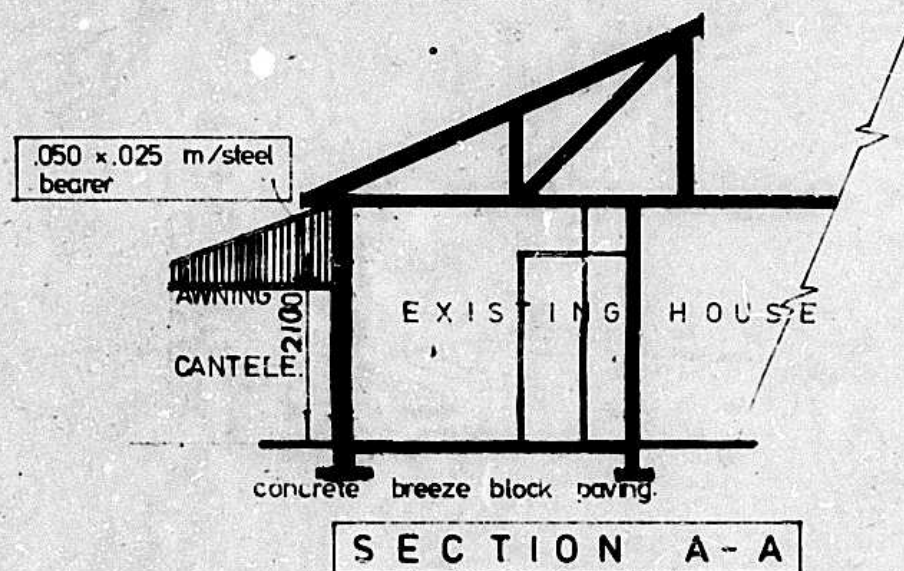 .050 x .025 m/steel
bearer
AWNING
2100
EXISTING HOUSE
CANTELE.
concrete breeze block paving.
SECTION A-A